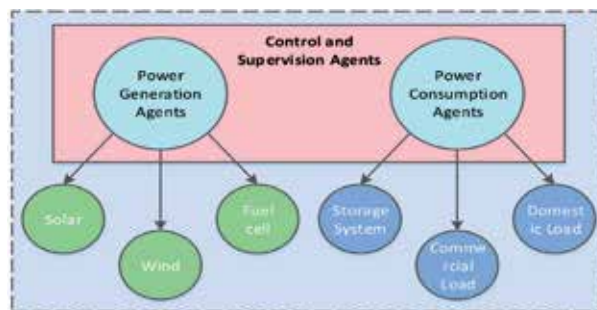 Control and
Supervision Agents
Power
Generation
Agents
Power
Consumption
Agents
Solar
Wind
Fuel
cell
Storage
System
Comme
rcial
Load
Domest
ic Load